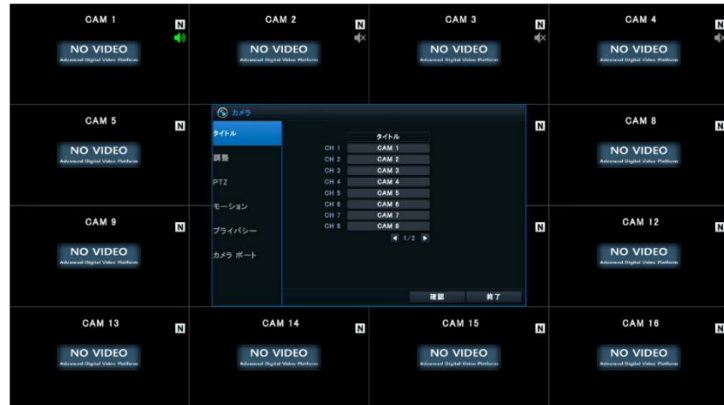 CAM 1
N
CAM 2
N
CAM 3
N
CAM 4
N
NO VIDEO
Advanced Digital Video Platform
NO VIDEO
Advanced Digital Video Platform
NO VIDEO
Advanced Digital Video Platform
NO VIDEO
Advanced Digital Video Platform
CAM 5
N
NO VIDEO
Advanced Digital Video Platform
カメラ
タイトル
調整
PTZ
モーション
プライバシー
カメラ ポート
タイトル
CH 1 CAM 1
CH 2 CAM 2
CH 3 CAM 3
CH 4 CAM 4
CH 5 CAM 5
CH 6 CAM 6
CH 7 CAM 7
CH 8 CAM 8
1/2
確認 終了
N
CAM 8
N
NO VIDEO
Advanced Digital Video Platform
CAM 9
N
NO VIDEO
Advanced Digital Video Platform
N
CAM 12
N
NO VIDEO
Advanced Digital Video Platform
CAM 13
N
CAM 14
N
CAM 15
N
CAM 16
N
NO VIDEO
Advanced Digital Video Platform
NO VIDEO
Advanced Digital Video Platform
NO VIDEO
Advanced Digital Video Platform
NO VIDEO
Advanced Digital Video Platform